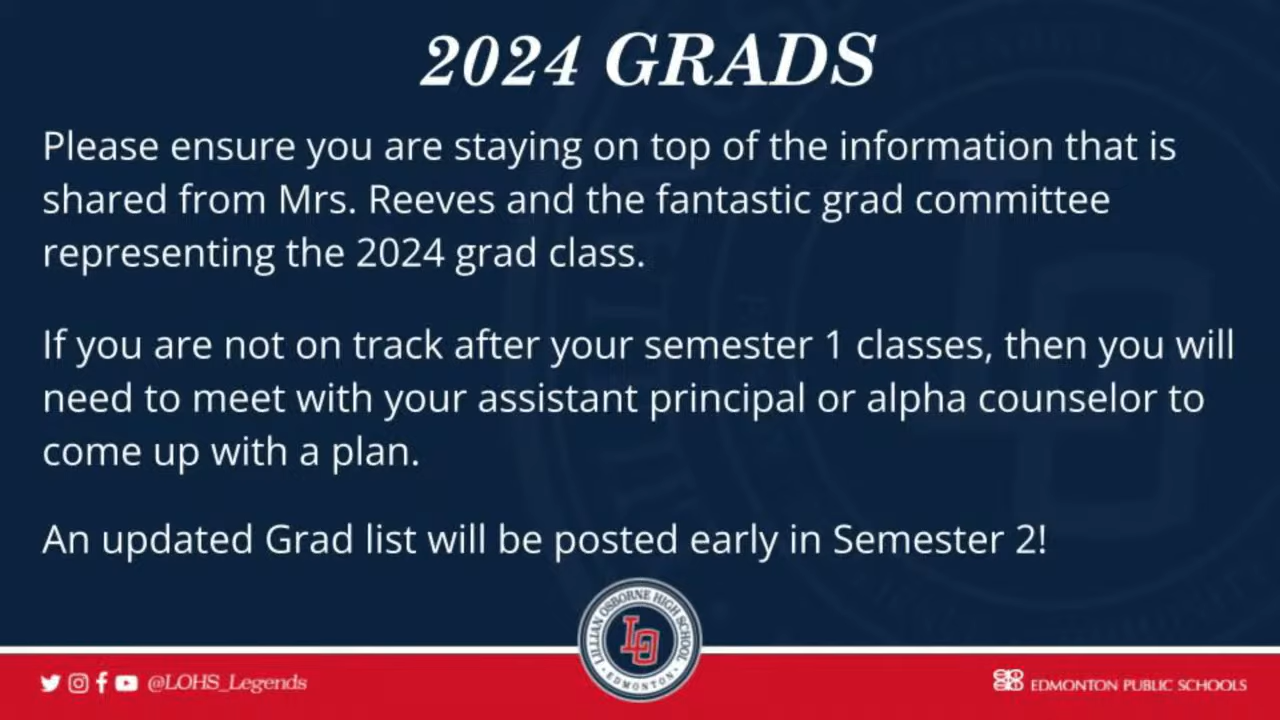 2024 GRADS
Please ensure you are staying on top of the information that is
shared from Mrs. Reeves and the fantastic grad committee
representing the 2024 grad class.
If you are not on track after your semester 1 classes, then you will
need to meet with your assistant principal or alpha counselor to
come up with a plan.
An updated Grad list will be posted early in Semester 2!
LILLIAN OSBORNE HIGH SCHOOL
LO
• EDMONTON •
@LOHS_Legends
EDMONTON PUBLIC SCHOOLS